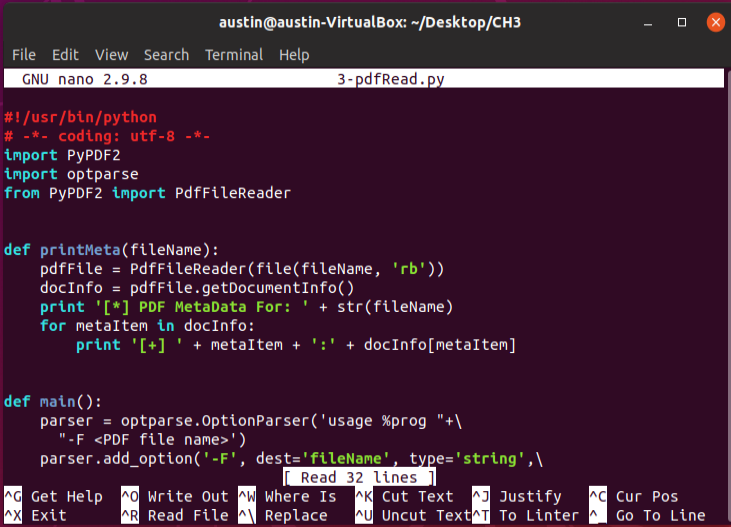 austin@austin-VirtualBox: ~/Desktop/CH3
File Edit View Search Terminal Help
GNU nano 2.9.8 3-pdfRead.py
#!/usr/bin/python
# -*- coding: utf-8 -*-
import PyPDF2
import optparse
from PyPDF2 import PdfFileReader
def printMeta(fileName):
    pdfFile = PdfFileReader(file(fileName, 'rb'))
    docInfo = pdfFile.getDocumentInfo()
    print '[*] PDF MetaData For: ' + str(fileName)
    for metaItem in docInfo:
        print '[+] ' + metaItem + ':' + docInfo[metaItem]
def main():
    parser = optparse.OptionParser('usage %prog "+\
      "-F <PDF file name>')
    parser.add_option('-F', dest='fileName', type='string',\
[ Read 32 lines ]
^G Get Help ^O Write Out ^W Where Is ^K Cut Text ^J Justify ^C Cur Pos
^X Exit ^R Read File ^\ Replace ^U Uncut Text ^T To Linter ^_ Go To Line